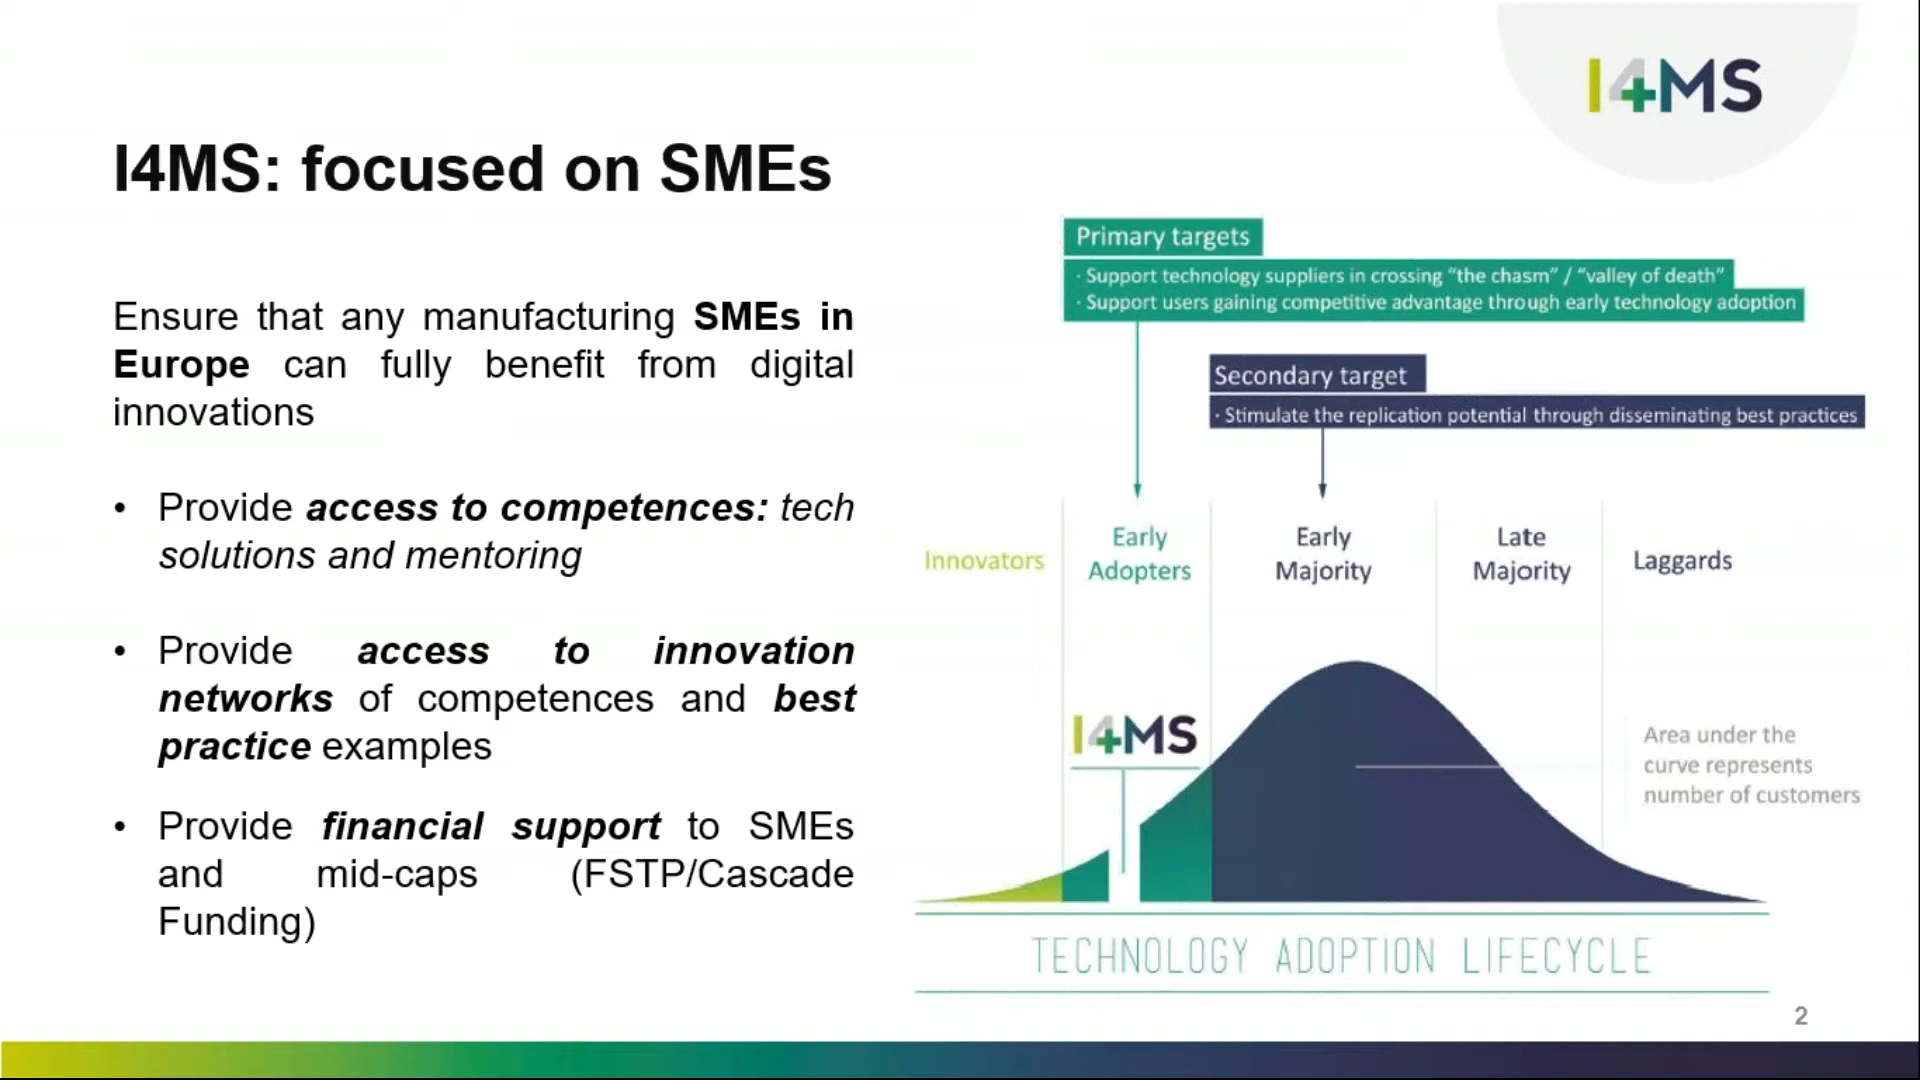 I4MS
I4MS: focused on SMEs
Ensure that any manufacturing SMEs in
Europe can fully benefit from digital
innovations
• Provide access to competences: tech
solutions and mentoring
• Provide access to innovation
networks of competences and best
practice examples
• Provide financial support to SMEs
and mid-caps (FSTP/Cascade
Funding)
Primary targets
· Support technology suppliers in crossing “the chasm” / “valley of death”
· Support users gaining competitive advantage through early technology adoption
Secondary target
· Stimulate the replication potential through disseminating best practices
Innovators
Early
Adopters
Early
Majority
Late
Majority
Laggards
I4MS
Area under the
curve represents
number of customers
TECHNOLOGY ADOPTION LIFECYCLE
2